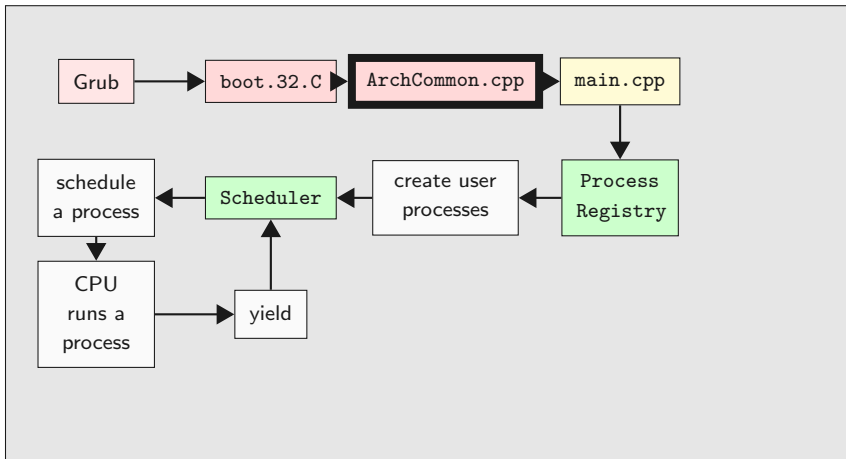 Grub
boot.32.C
ArchCommon.cpp
main.cpp
schedule
a process
Scheduler
create user
processes
Process
Registry
CPU
runs a
process
yield